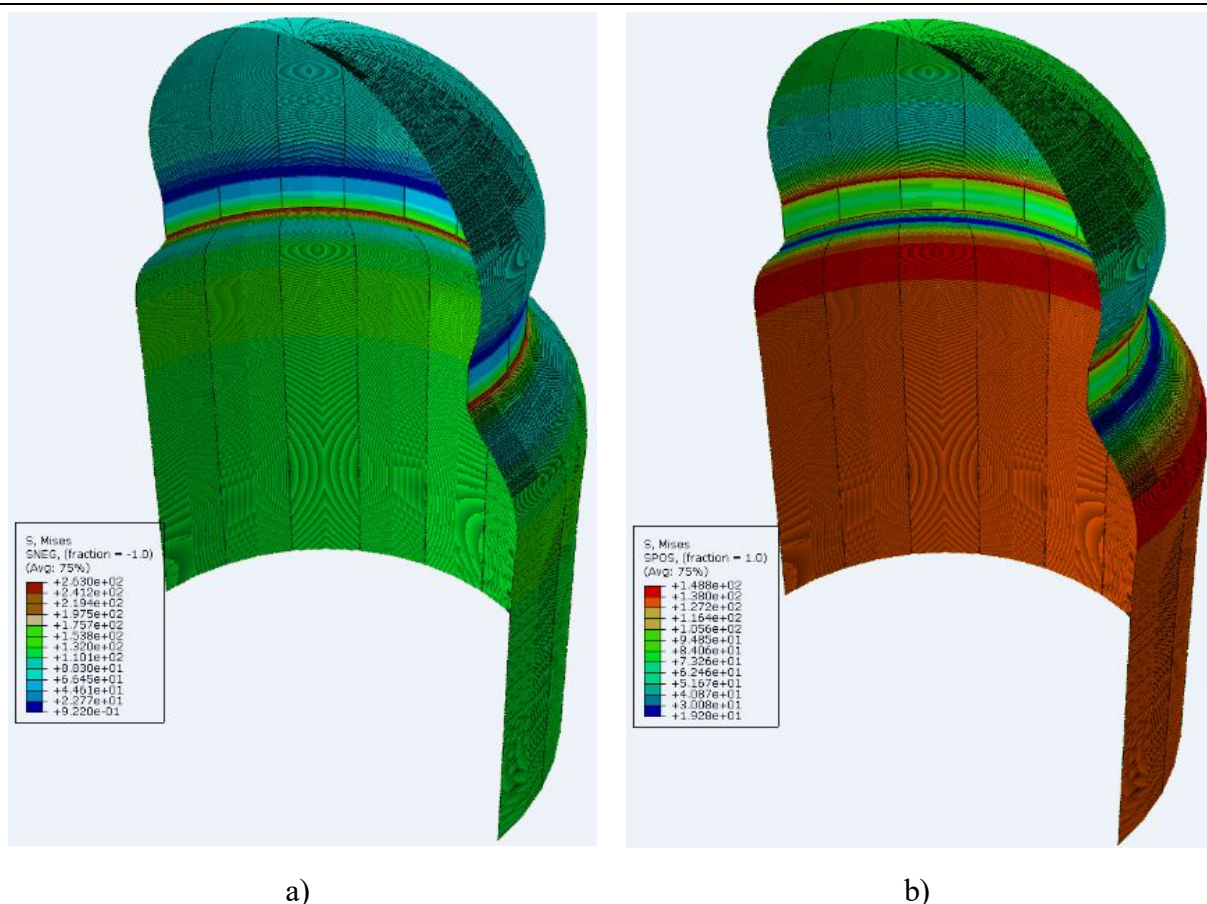 S, Mises
SNEG, (fraction = -1.0)
(Avg: 75%)
+2.630e+02
+2.412e+02
+2.194e+02
+1.975e+02
+1.757e+02
+1.538e+02
+1.320e+02
+1.101e+02
+8.830e+01
+6.645e+01
+4.461e+01
+2.277e+01
+9.220e-01
S, Mises
SPOS, (fraction = 1.0)
(Avg: 75%)
+1.488e+02
+1.380e+02
+1.272e+02
+1.164e+02
+1.056e+02
+9.485e+01
+8.406e+01
+7.326e+01
+6.246e+01
+5.167e+01
+4.087e+01
+3.008e+01
+1.928e+01
a)
b)